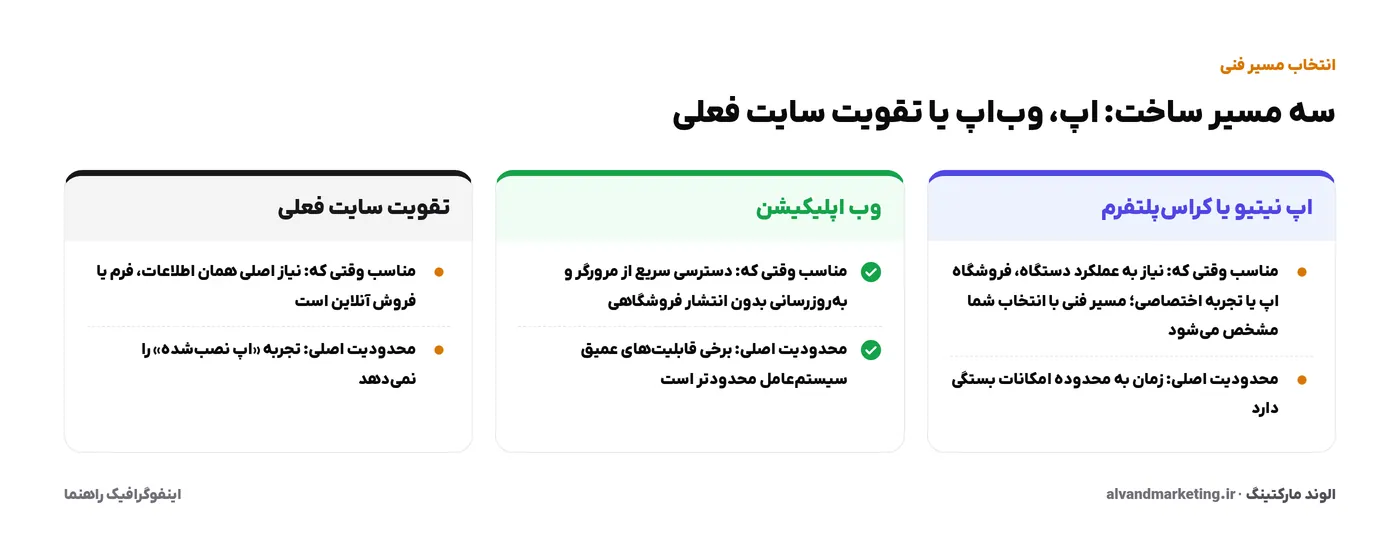 انتخاب مسیر فنی
سه مسیر ساخت: اپ، وب‌اپ یا تقویت سایت فعلی
اپ نیتیو یا کراس‌پلتفرم
مناسب وقتی که: نیاز به عملکرد دستگاه، فروشگاه
اپ یا تجربه اختصاصی؛ مسیر فنی با انتخاب شما
مشخص می‌شود
محدودیت اصلی: زمان به محدوده امکانات بستگی
دارد
وب اپلیکیشن
مناسب وقتی که: دسترسی سریع از مرورگر و
به‌روزرسانی بدون انتشار فروشگاهی
محدودیت اصلی: برخی قابلیت‌های عمیق
سیستم‌عامل محدودتر است
تقویت سایت فعلی
مناسب وقتی که: نیاز اصلی همان اطلاعات، فرم یا
فروش آنلاین است
محدودیت اصلی: تجربه «اپ نصب‌شده» را
نمی‌دهد
الوند مارکتینگ · alvandmarketing.ir
اینفوگرافیک راهنما